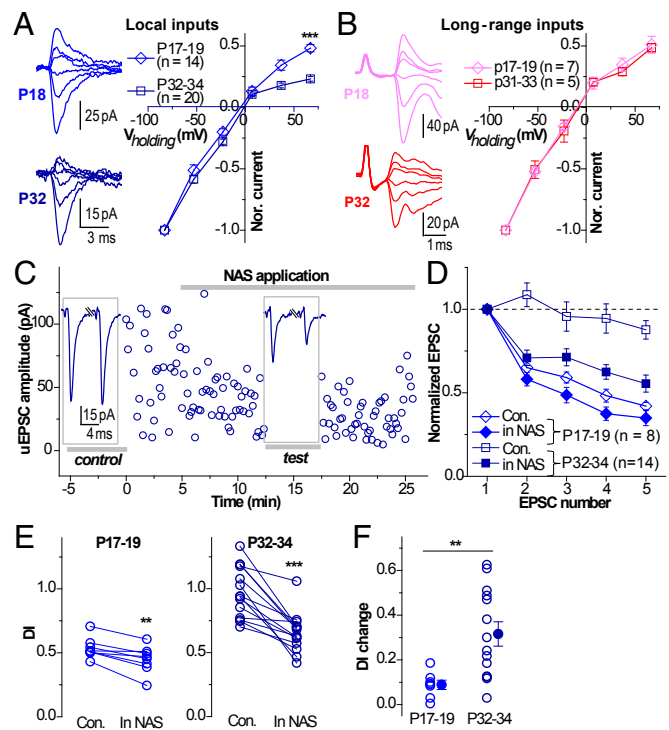 A
Local inputs
P18
P17-19
(n = 14)
P32-34
(n = 20)
***
0.5
-100
-50
0
50
V holding (mV)
25 pA
-0.5
-1.0
Nor. current
P32
15 pA
3 ms
B
Long-range inputs
P18
p17-19 (n = 7)
p31-33 (n = 5)
0.5
-100
-50
0
50
V holding (mV)
40 pA
-0.5
-1.0
Nor. current
P32
20 pA
1ms
C
NAS application
uEPSC amplitude (pA)
100
50
0
15 pA
4 ms
control
test
-5 0 5 10 15 20 25
Time (min)
D
Normalized EPSC
1.0
0.5
0.0
Con.
in NAS
P17-19 (n = 8)
Con.
in NAS
P32-34 (n=14)
1 2 3 4 5
EPSC number
E
P17-19
P32-34
DI
1.0
0.5
0.0
**
Con. In NAS
1.0
0.5
0.0
***
Con. In NAS
F
**
DI change
0.6
0.4
0.2
0.0
P17-19 P32-34